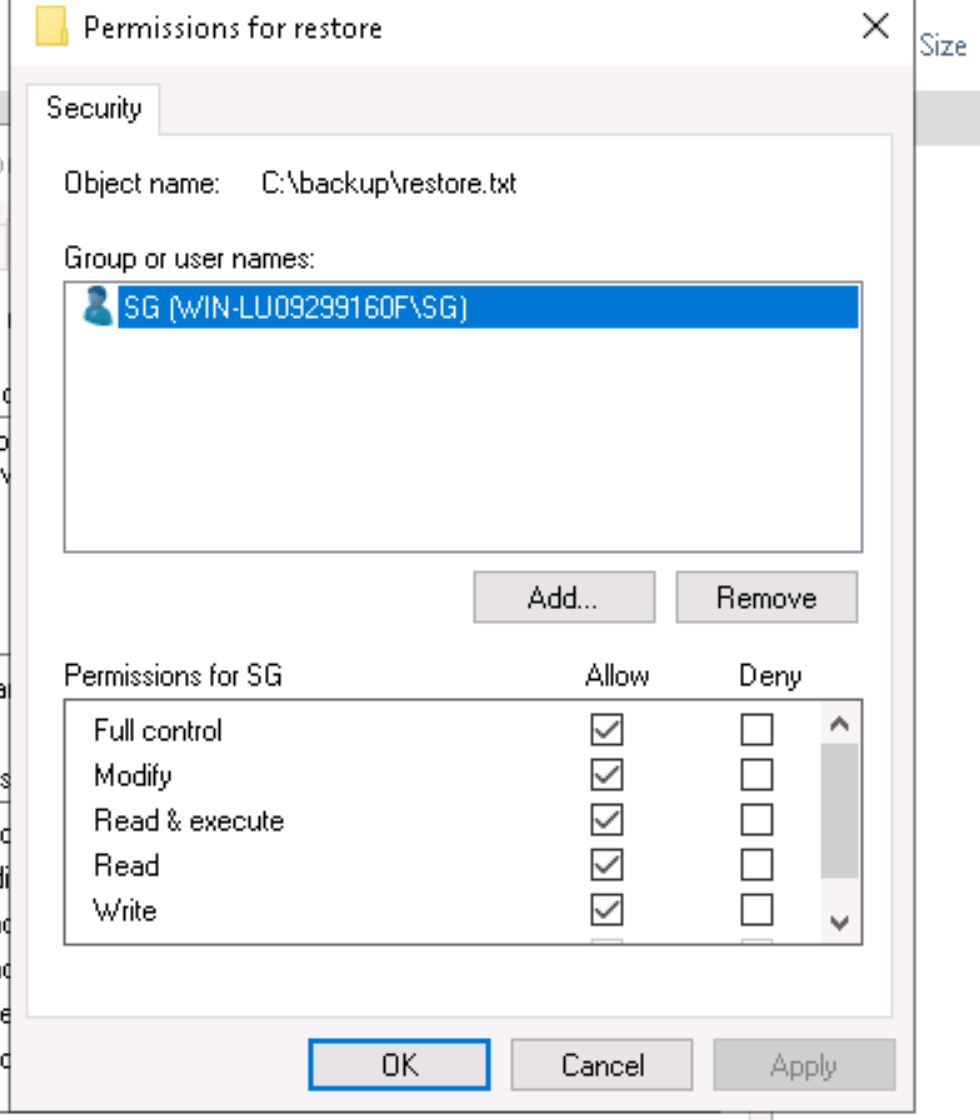 Permissions for restore
Size
Security
Object name: C:\backup\restore.txt
Group or user names:
SG (WIN-LU09299160F\SG)
Add... Remove
Permissions for SG Allow Deny
Full control
Modify
Read & execute
Read
Write
OK Cancel Apply